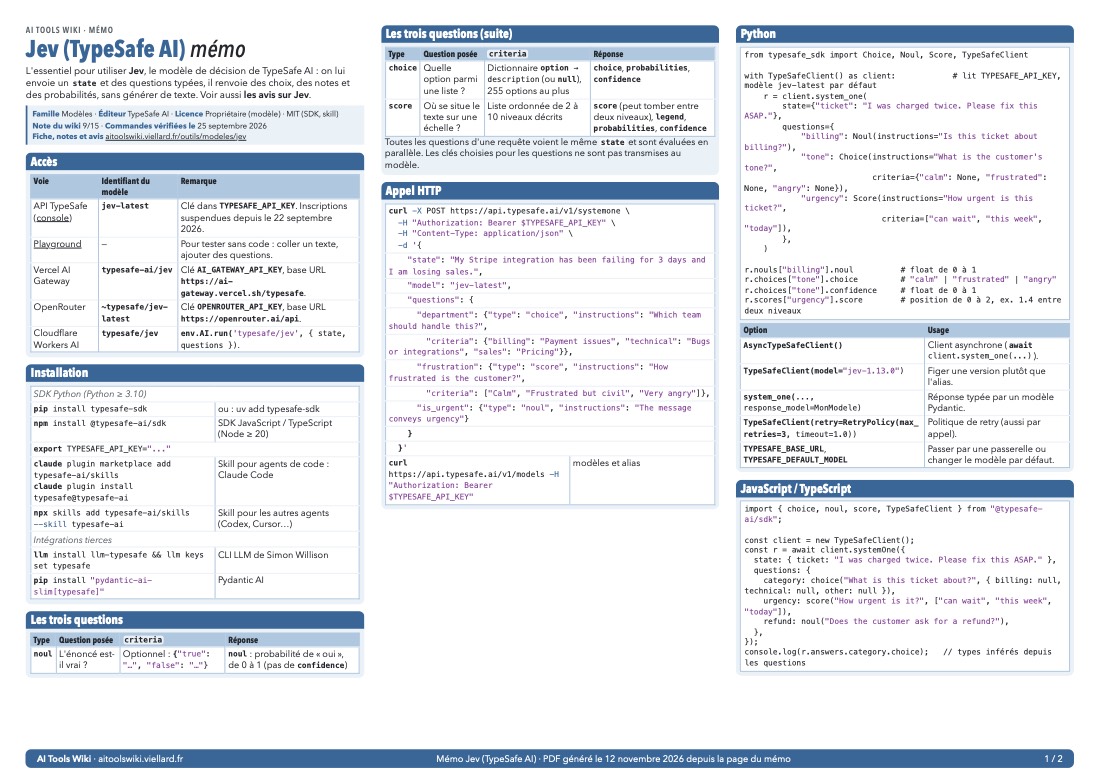 AI TOOLS WIKI · MÉMO
Jev (TypeSafe AI) mémo
L'essentiel pour utiliser Jev, le modèle de décision de TypeSafe AI : on lui
envoie un state et des questions typées, il renvoie des choix, des scores et
des probabilités, sans générer de texte. Voir aussi les avis sur Jev.
Famille Modèles · Éditeur TypeSafe AI · Licence Propriétaire (modèle) · MIT (SDK, skill)
Note du wiki 9/15 · Commandes vérifiées le 25 septembre 2026
Fiche, notes et avis aitoolswiki.viellard.fr/outils/modeles/jev
Accès
Voie Identifiant du modèle Remarque
API TypeSafe (console) jev-latest Clé dans TYPESAFE_API_KEY. Inscriptions suspendues depuis le 22 septembre 2026.
Playground – Pour tester sans code : coller un texte, ajouter des questions.
Vercel AI Gateway typesafe-ai/jev Clé AI_GATEWAY_API_KEY, base URL https://ai-gateway.vercel.sh/typesafe.
OpenRouter ~typesafe/jev-latest Clé OPENROUTER_API_KEY, base URL https://openrouter.ai/api.
Cloudflare Workers AI typesafe/jev env.AI.run('typesafe/jev', { state, questions }).
Installation
SDK Python (Python ≥ 3.10)
pip install typesafe-sdk ou : uv add typesafe-sdk
npm install @typesafe-ai/sdk SDK JavaScript / TypeScript (Node ≥ 20)
export TYPESAFE_API_KEY="..."
claude plugin marketplace add typesafe-ai/skills
claude plugin install typesafe@typesafe-ai
Skill pour agents de code : Claude Code
npx skills add typesafe-ai/skills --skill typesafe-ai Skill pour les autres agents (Codex, Cursor…)
Intégrations tierces
llm install llm-typesafe && llm keys set typesafe CLI LLM de Simon Willison
pip install "pydantic-ai-slim[typesafe]" Pydantic AI
Les trois questions
Type Question posée criteria Réponse
noul L'énoncé est-il vrai ? Optionnel : {"true": "…", "false": "…"} noul : probabilité de « oui », de 0 à 1 (pas de confidence)
Les trois questions (suite)
Type Question posée criteria Réponse
choice Quelle option parmi une liste ? Dictionnaire option → description (ou null), 255 options au plus choice, probabilities, confidence
score Où se situe le texte sur une échelle ? Liste ordonnée de 2 à 10 niveaux décrits score (peut tomber entre deux niveaux), legend, probabilities, confidence
Toutes les questions d'une requête voient le même state et sont évaluées en
parallèle. Les clés choisies pour les questions ne sont pas transmises au
modèle.
Appel HTTP
curl -X POST https://api.typesafe.ai/v1/systemone \
-H "Authorization: Bearer $TYPESAFE_API_KEY" \
-H "Content-Type: application/json" \
-d '{
"state": "My Stripe integration has been failing for 3 days and
I am losing sales.",
"model": "jev-latest",
"questions": {
"department": {"type": "choice", "instructions": "Which team
should handle this?",
"criteria": {"billing": "Payment issues", "technical": "Bugs
or integrations", "sales": "Pricing"}},
"frustration": {"type": "score", "instructions": "How
frustrated is the customer?",
"criteria": ["Calm", "Frustrated but civil", "Very angry"]},
"is_urgent": {"type": "noul", "instructions": "The message
conveys urgency"}
}
}'
curl https://api.typesafe.ai/v1/models -H "Authorization: Bearer $TYPESAFE_API_KEY" modèles et alias
Python
from typesafe_sdk import Choice, Noul, Score, TypeSafeClient
with TypeSafeClient() as client: # lit TYPESAFE_API_KEY,
modèle jev-latest par défaut
r = client.system_one(
state={"ticket": "I was charged twice. Please fix this
ASAP."},
questions={
"billing": Noul(instructions="Is this ticket about
billing?"),
"tone": Choice(instructions="What is the customer's
tone?",
criteria={"calm": None, "frustrated":
None, "angry": None}),
"urgency": Score(instructions="How urgent is this
ticket?",
criteria=["can wait", "this week",
"today"]),
},
)
r.nouls["billing"].noul # float de 0 à 1
r.choices["tone"].choice # "calm" | "frustrated" | "angry"
r.choices["tone"].confidence # float de 0 à 1
r.scores["urgency"].score # position de 0 à 2, ex. 1.4 entre
deux niveaux
Option Usage
AsyncTypeSafeClient() Client asynchrone (await client.system_one(...)).
TypeSafeClient(model="jev-1.13.0") Figer une version plutôt que l'alias.
system_one(..., response_model=MonModele) Réponse typée par un modèle Pydantic.
TypeSafeClient(retry=RetryPolicy(max_retries=3, timeout=1.0)) Politique de retry (aussi par appel).
TYPESAFE_BASE_URL, TYPESAFE_DEFAULT_MODEL Passer par une passerelle ou changer le modèle par défaut.
JavaScript / TypeScript
import { choice, noul, score, TypeSafeClient } from "@typesafe-
ai/sdk";
const client = new TypeSafeClient();
const r = await client.systemOne({
state: { ticket: "I was charged twice. Please fix this ASAP." },
questions: {
category: choice("What is this ticket about?", { billing: null,
technical: null, other: null }),
urgency: score("How urgent is it?", ["can wait", "this week",
"today"]),
refund: noul("Does the customer ask for a refund?"),
},
});
console.log(r.answers.category.choice); // types inférés depuis
les questions
AI Tools Wiki · aitoolswiki.viellard.fr
Mémo Jev (TypeSafe AI) · PDF généré le 12 novembre 2026 depuis la page du mémo
1 / 2